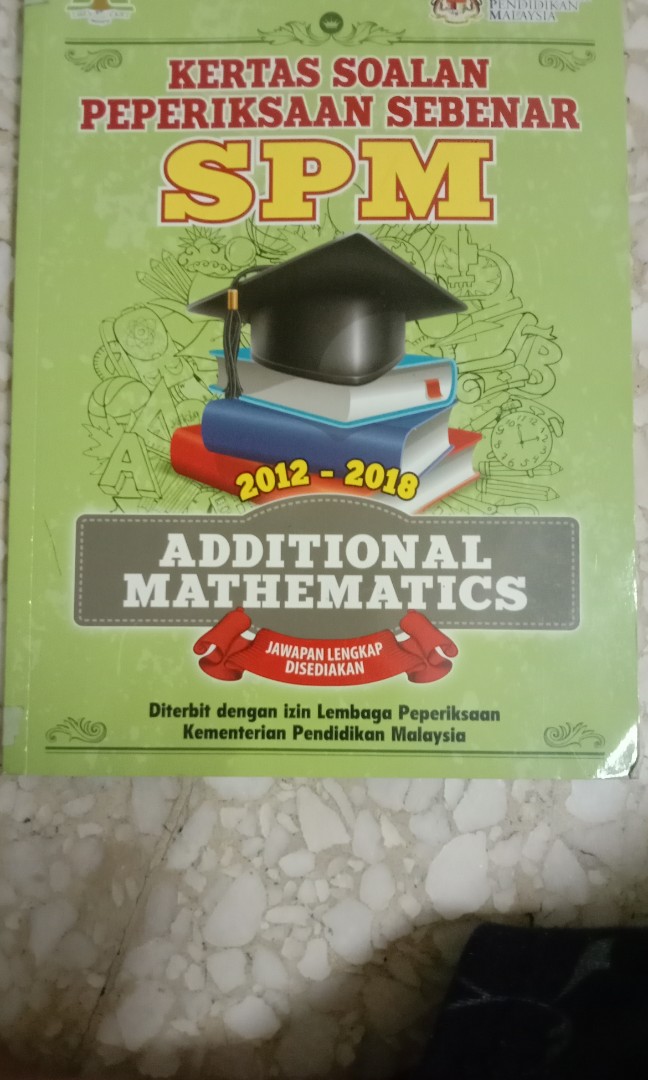 PENDIDIKAN
MALAYSIA
KERTAS SOALAN
PEPERIKSAAN SEBENAR
SPM
2012 - 2018
ADDITIONAL
MATHEMATICS
JAWAPAN LENGKAP
DISEDIAKAN
Diterbit dengan izin Lembaga Peperiksaan
Kementerian Pendidikan Malaysia